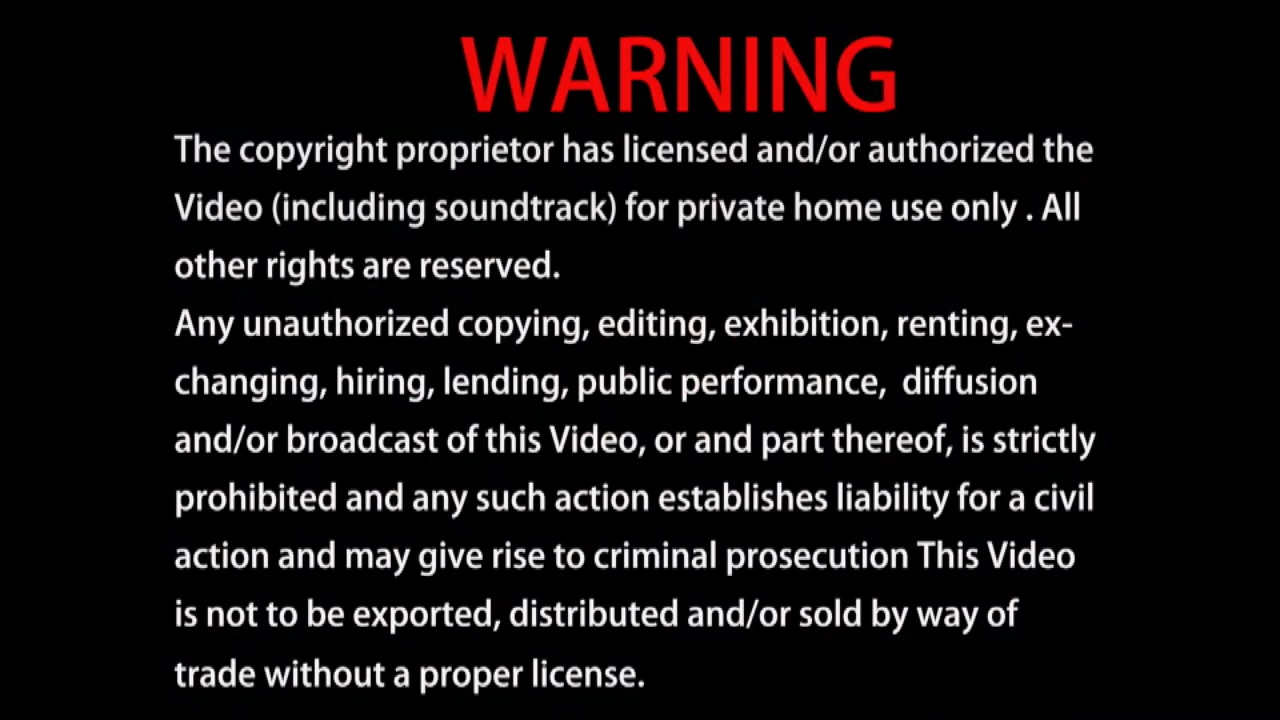 WARNING
The copyright proprietor has licensed and/or authorized the
Video (including soundtrack) for private home use only . All
other rights are reserved.
Any unauthorized copying, editing, exhibition, renting, ex-
changing, hiring, lending, public performance,  diffusion
and/or broadcast of this Video, or and part thereof, is strictly
prohibited and any such action establishes liability for a civil
action and may give rise to criminal prosecution This Video
is not to be exported, distributed and/or sold by way of
trade without a proper license.